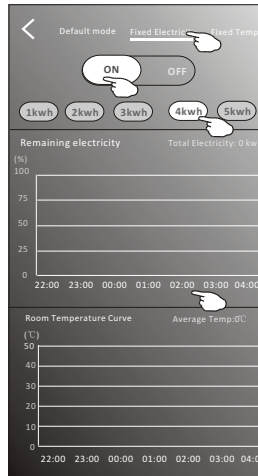 Default mode Fixed Electric Fixed Temp
ON OFF
1kwh 2kwh 3kwh 4kwh 5kwh
Remaining electricity Total Electricity: 0 kw
(%)
100
75
50
25
0
22:00 23:00 00:00 01:00 02:00 03:00 04:00
Room Temperature Curve Average Temp:0℃
(℃)
50
40
30
20
10
0
22:00 23:00 00:00 01:00 02:00 03:00 04:0